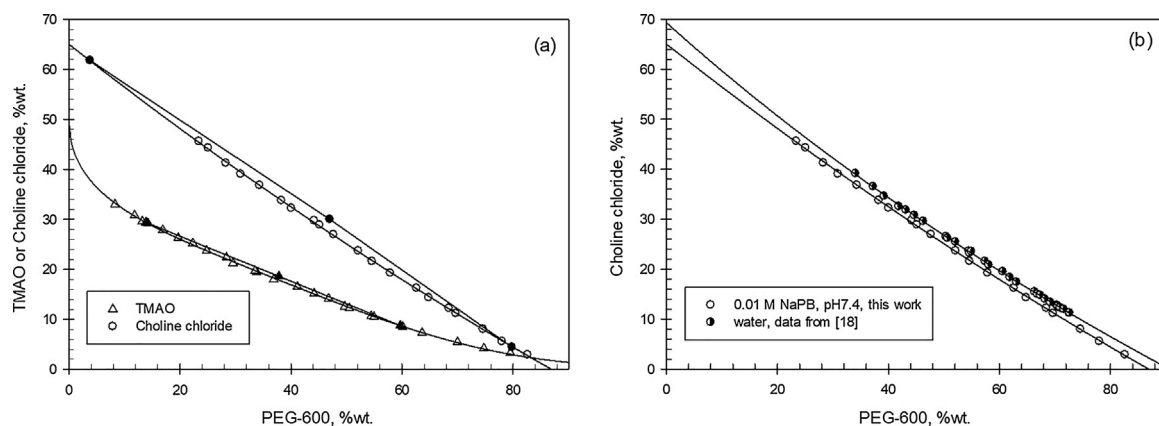 (a)
TMAO or Choline chloride, %wt.
70
60
50
40
30
20
10
0
TMAO
Choline chloride
0 20 40 60 80
PEG-600, %wt.
(b)
Choline chloride, %wt.
70
60
50
40
30
20
10
0
0.01 M NaPB, pH7.4, this work
water, data from [18]
0 20 40 60 80
PEG-600, %wt.